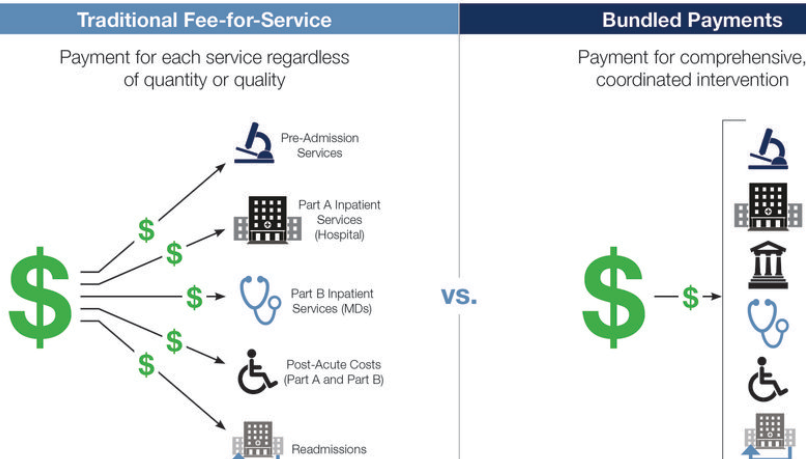 Traditional Fee-for-Service
Bundled Payments
Payment for each service regardless
of quantity or quality
Payment for comprehensive,
coordinated intervention
Pre-Admission
Services
Part A Inpatient
Services
(Hospital)
Part B Inpatient
Services (MDs)
Post-Acute Costs
(Part A and Part B)
Readmissions
$
$
$
$
$
$
vs.
$
$